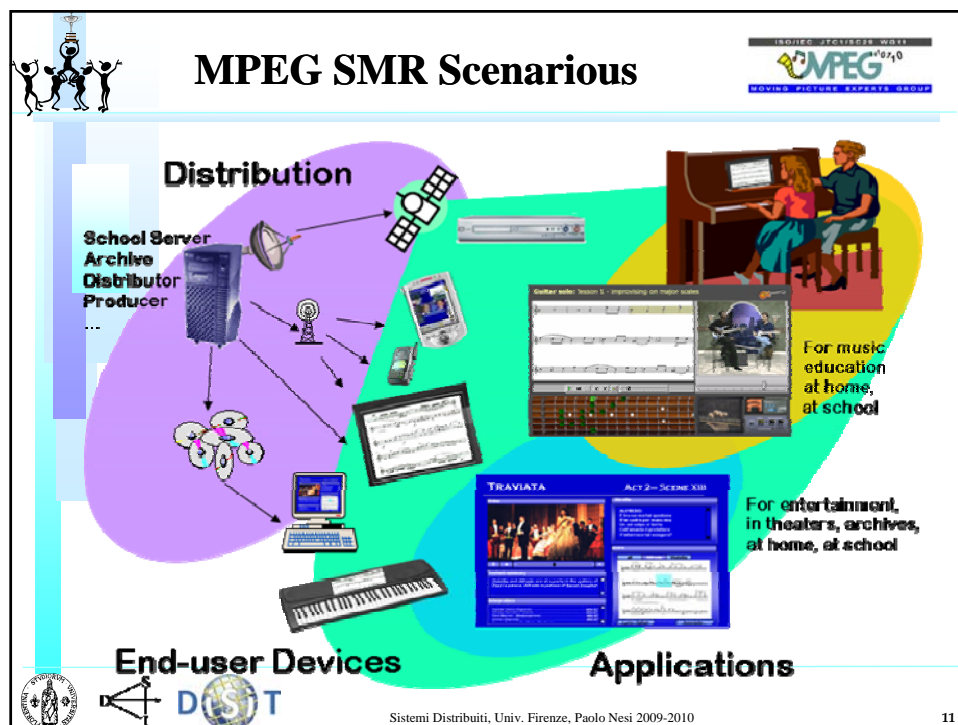 MPEG SMR Scenarious
ISO/IEC JTC1/SC29 WG11
MPEG
MOVING PICTURE EXPERTS GROUP
Distribution
School Server
Archive
Distributor
Producer
...
Guitar solo: lesson 5 - Improvising on major scales
For music
education
at home,
at school
TRAVIATA
ACT 2 – SCENE XIII
For entertainment,
in theaters, archives,
at home, at school
End-user Devices
Applications
DISIT
Sistemi Distribuiti, Univ. Firenze, Paolo Nesi 2009-2010
11